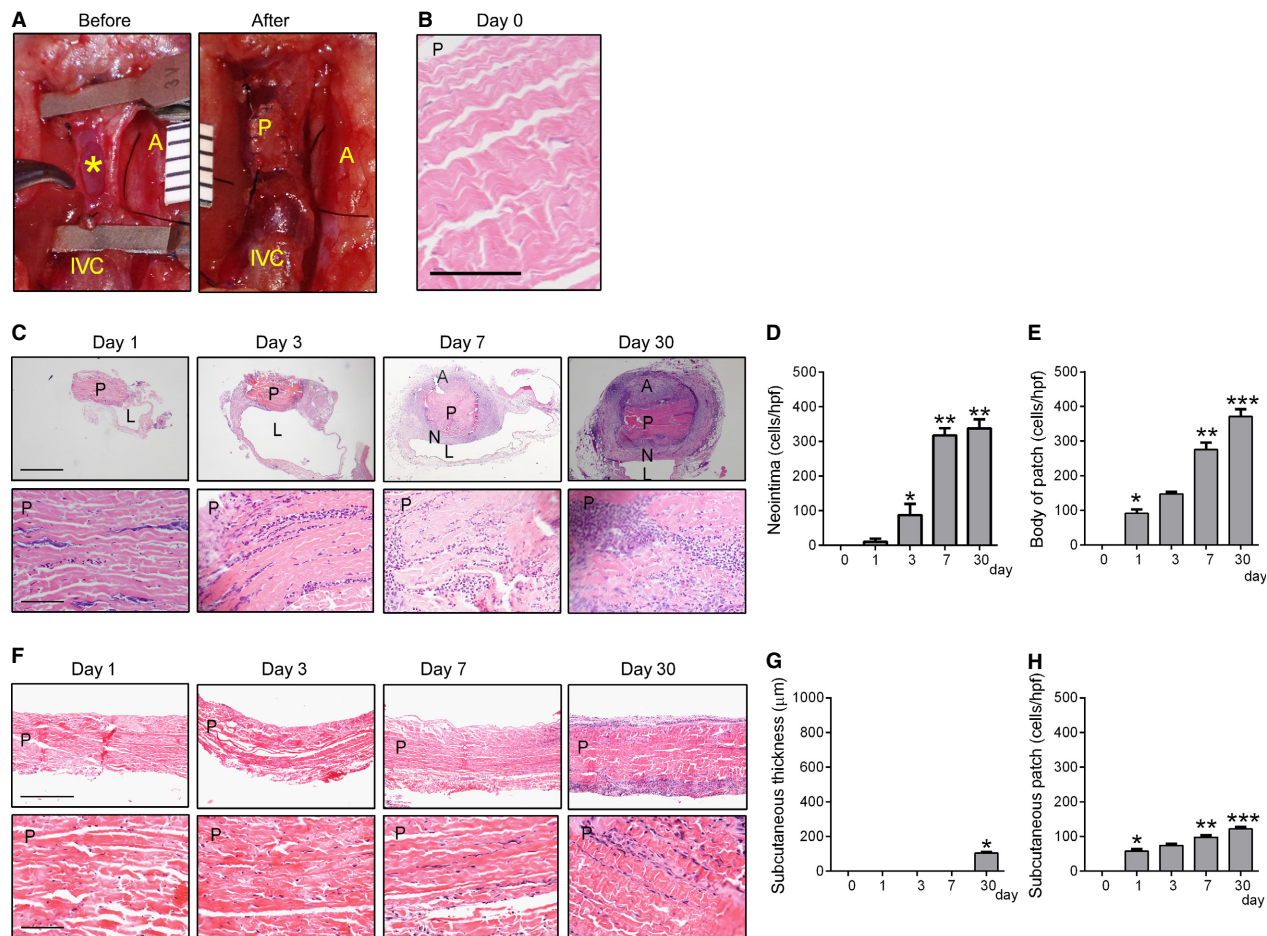 A
Before
After
3V
*
A
IVC
P
A
IVC
B
Day 0
P
C
Day 1
Day 3
Day 7
Day 30
P
L
P
L
A
P
N
L
A
P
N
L
P
P
P
P
D
Neointima (cells/hpf)
500
400
300
200
100
0
*
**
**
0 1 3 7 30
day
E
Body of patch (cells/hpf)
500
400
300
200
100
0
*
**
***
0 1 3 7 30
day
F
Day 1
Day 3
Day 7
Day 30
P
P
P
P
P
P
P
P
G
Subcutaneous thickness (μm)
1000
800
600
400
200
0
*
0 1 3 7 30
day
H
Subcutaneous patch (cells/hpf)
500
400
300
200
100
0
*
**
***
0 1 3 7 30
day